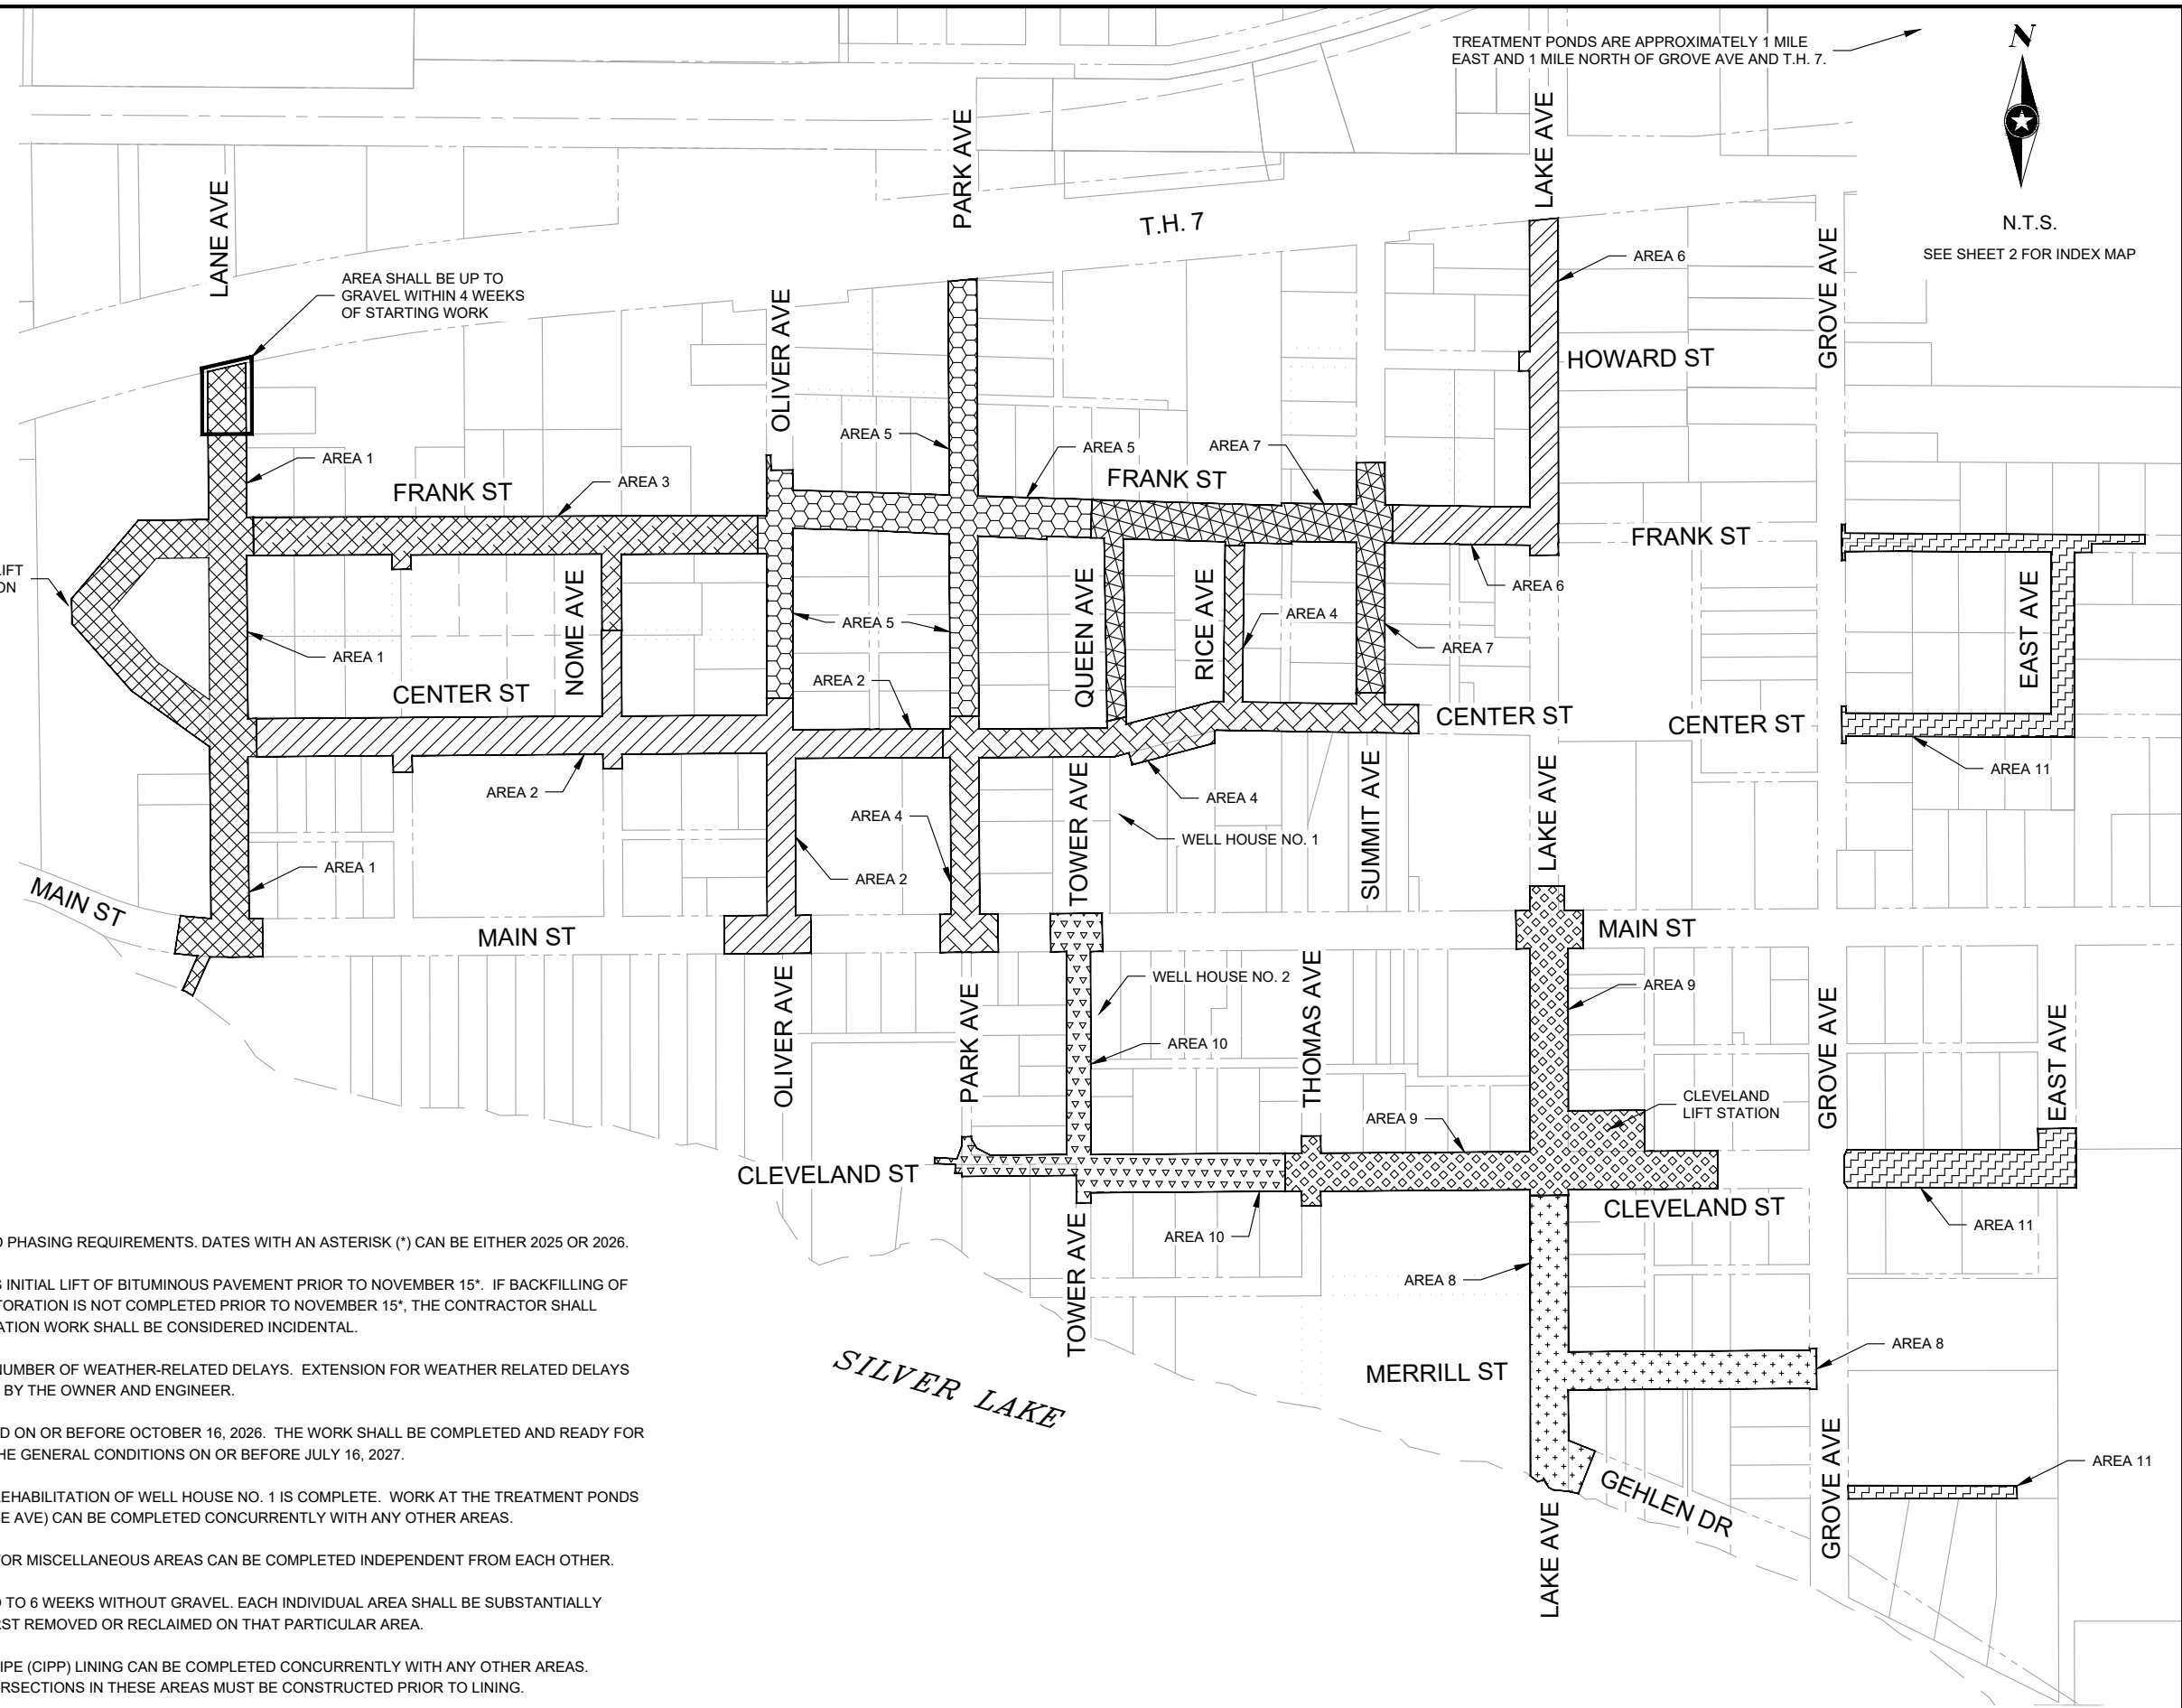 TREATMENT PONDS ARE APPROXIMATELY 1 MILE
EAST AND 1 MILE NORTH OF GROVE AVE AND T.H. 7.
N
N.T.S.
SEE SHEET 2 FOR INDEX MAP
LANE AVE
PARK AVE
LAKE AVE
T.H. 7
GROVE AVE
AREA SHALL BE UP TO
GRAVEL WITHIN 4 WEEKS
OF STARTING WORK
OLIVER AVE
AREA 6
HOWARD ST
AREA 1
FRANK ST
AREA 3
AREA 5
AREA 5
FRANK ST
AREA 7
FRANK ST
AREA 6
LIFT
ON
NOME AVE
AREA 5
QUEEN AVE
RICE AVE
AREA 4
AREA 7
EAST AVE
AREA 1
CENTER ST
AREA 2
CENTER ST
CENTER ST
AREA 11
AREA 2
AREA 4
AREA 4
WELL HOUSE NO. 1
TOWER AVE
SUMMIT AVE
LAKE AVE
AREA 1
AREA 2
MAIN ST
MAIN ST
MAIN ST
OLIVER AVE
PARK AVE
WELL HOUSE NO. 2
THOMAS AVE
AREA 9
GROVE AVE
EAST AVE
AREA 10
AREA 9
CLEVELAND
LIFT STATION
CLEVELAND ST
CLEVELAND ST
AREA 10
AREA 11
TOWER AVE
AREA 8
AREA 8
MERRILL ST
SILVER LAKE
GEHLEN DR
LAKE AVE
GROVE AVE
AREA 11
PHASING REQUIREMENTS. DATES WITH AN ASTERISK (*) CAN BE EITHER 2025 OR 2026.
INITIAL LIFT OF BITUMINOUS PAVEMENT PRIOR TO NOVEMBER 15*. IF BACKFILLING OF
TORATION IS NOT COMPLETED PRIOR TO NOVEMBER 15*, THE CONTRACTOR SHALL
ATION WORK SHALL BE CONSIDERED INCIDENTAL.
NUMBER OF WEATHER-RELATED DELAYS. EXTENSION FOR WEATHER RELATED DELAYS
BY THE OWNER AND ENGINEER.
D ON OR BEFORE OCTOBER 16, 2026. THE WORK SHALL BE COMPLETED AND READY FOR
HE GENERAL CONDITIONS ON OR BEFORE JULY 16, 2027.
REHABILITATION OF WELL HOUSE NO. 1 IS COMPLETE. WORK AT THE TREATMENT PONDS
E AVE) CAN BE COMPLETED CONCURRENTLY WITH ANY OTHER AREAS.
FOR MISCELLANEOUS AREAS CAN BE COMPLETED INDEPENDENT FROM EACH OTHER.
TO 6 WEEKS WITHOUT GRAVEL. EACH INDIVIDUAL AREA SHALL BE SUBSTANTIALLY
RST REMOVED OR RECLAIMED ON THAT PARTICULAR AREA.
IPE (CIPP) LINING CAN BE COMPLETED CONCURRENTLY WITH ANY OTHER AREAS.
RSECTIONS IN THESE AREAS MUST BE CONSTRUCTED PRIOR TO LINING.